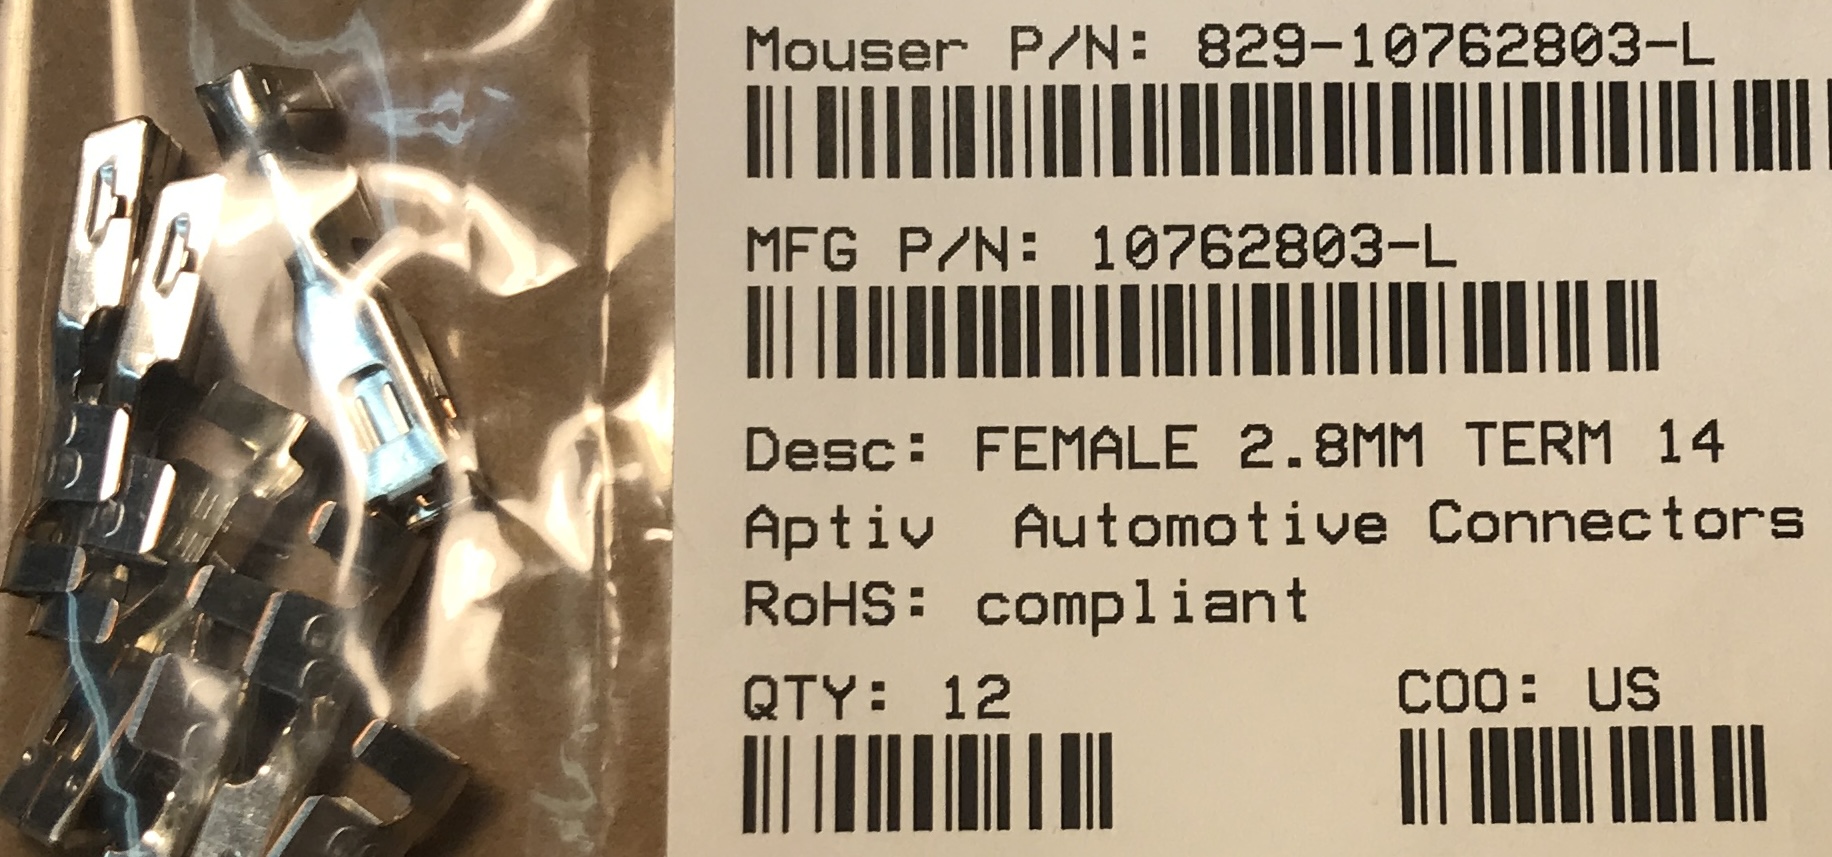 Mouser P/N: 829-10762803-L
MFG P/N: 10762803-L
Desc: FEMALE 2.8MM TERM 14
Aptiv Automotive Connectors
RoHS: compliant
QTY: 12 COO: US